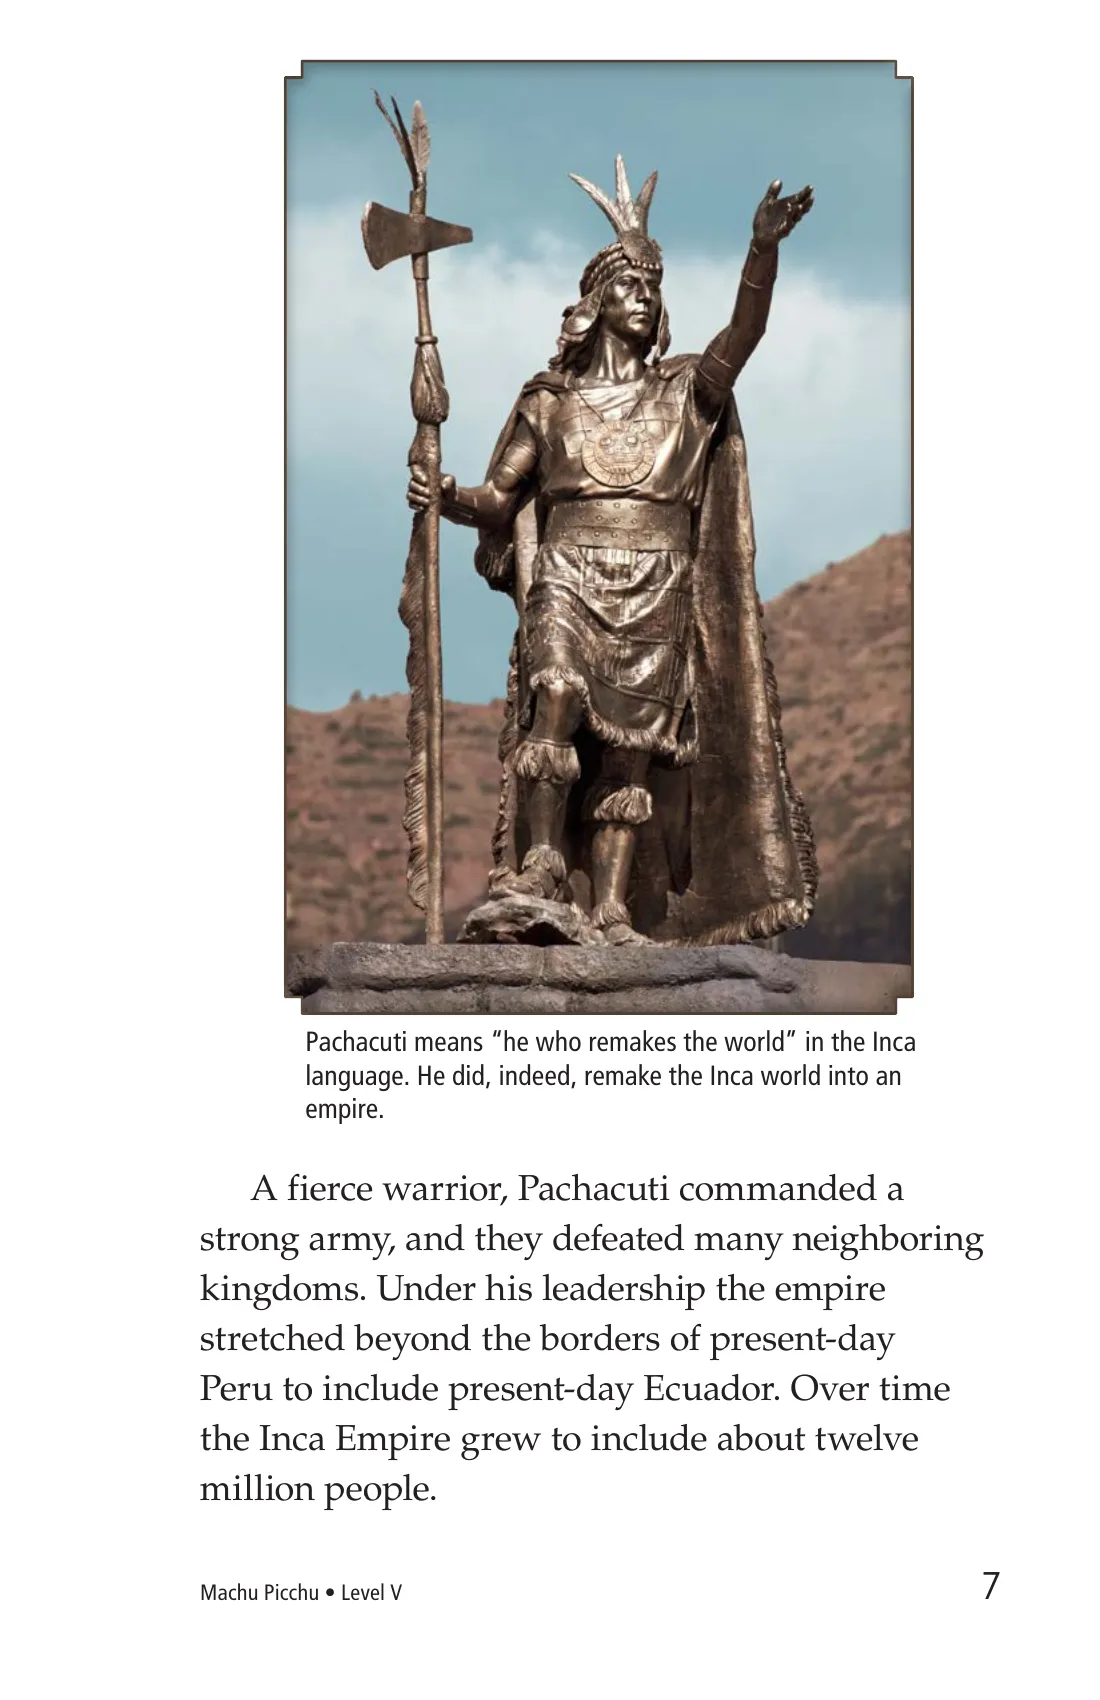 Pachacuti means “he who remakes the world” in the Inca
language. He did, indeed, remake the Inca world into an
empire.
A fierce warrior, Pachacuti commanded a
strong army, and they defeated many neighboring
kingdoms. Under his leadership the empire
stretched beyond the borders of present-day
Peru to include present-day Ecuador. Over time
the Inca Empire grew to include about twelve
million people.
Machu Picchu • Level V
7